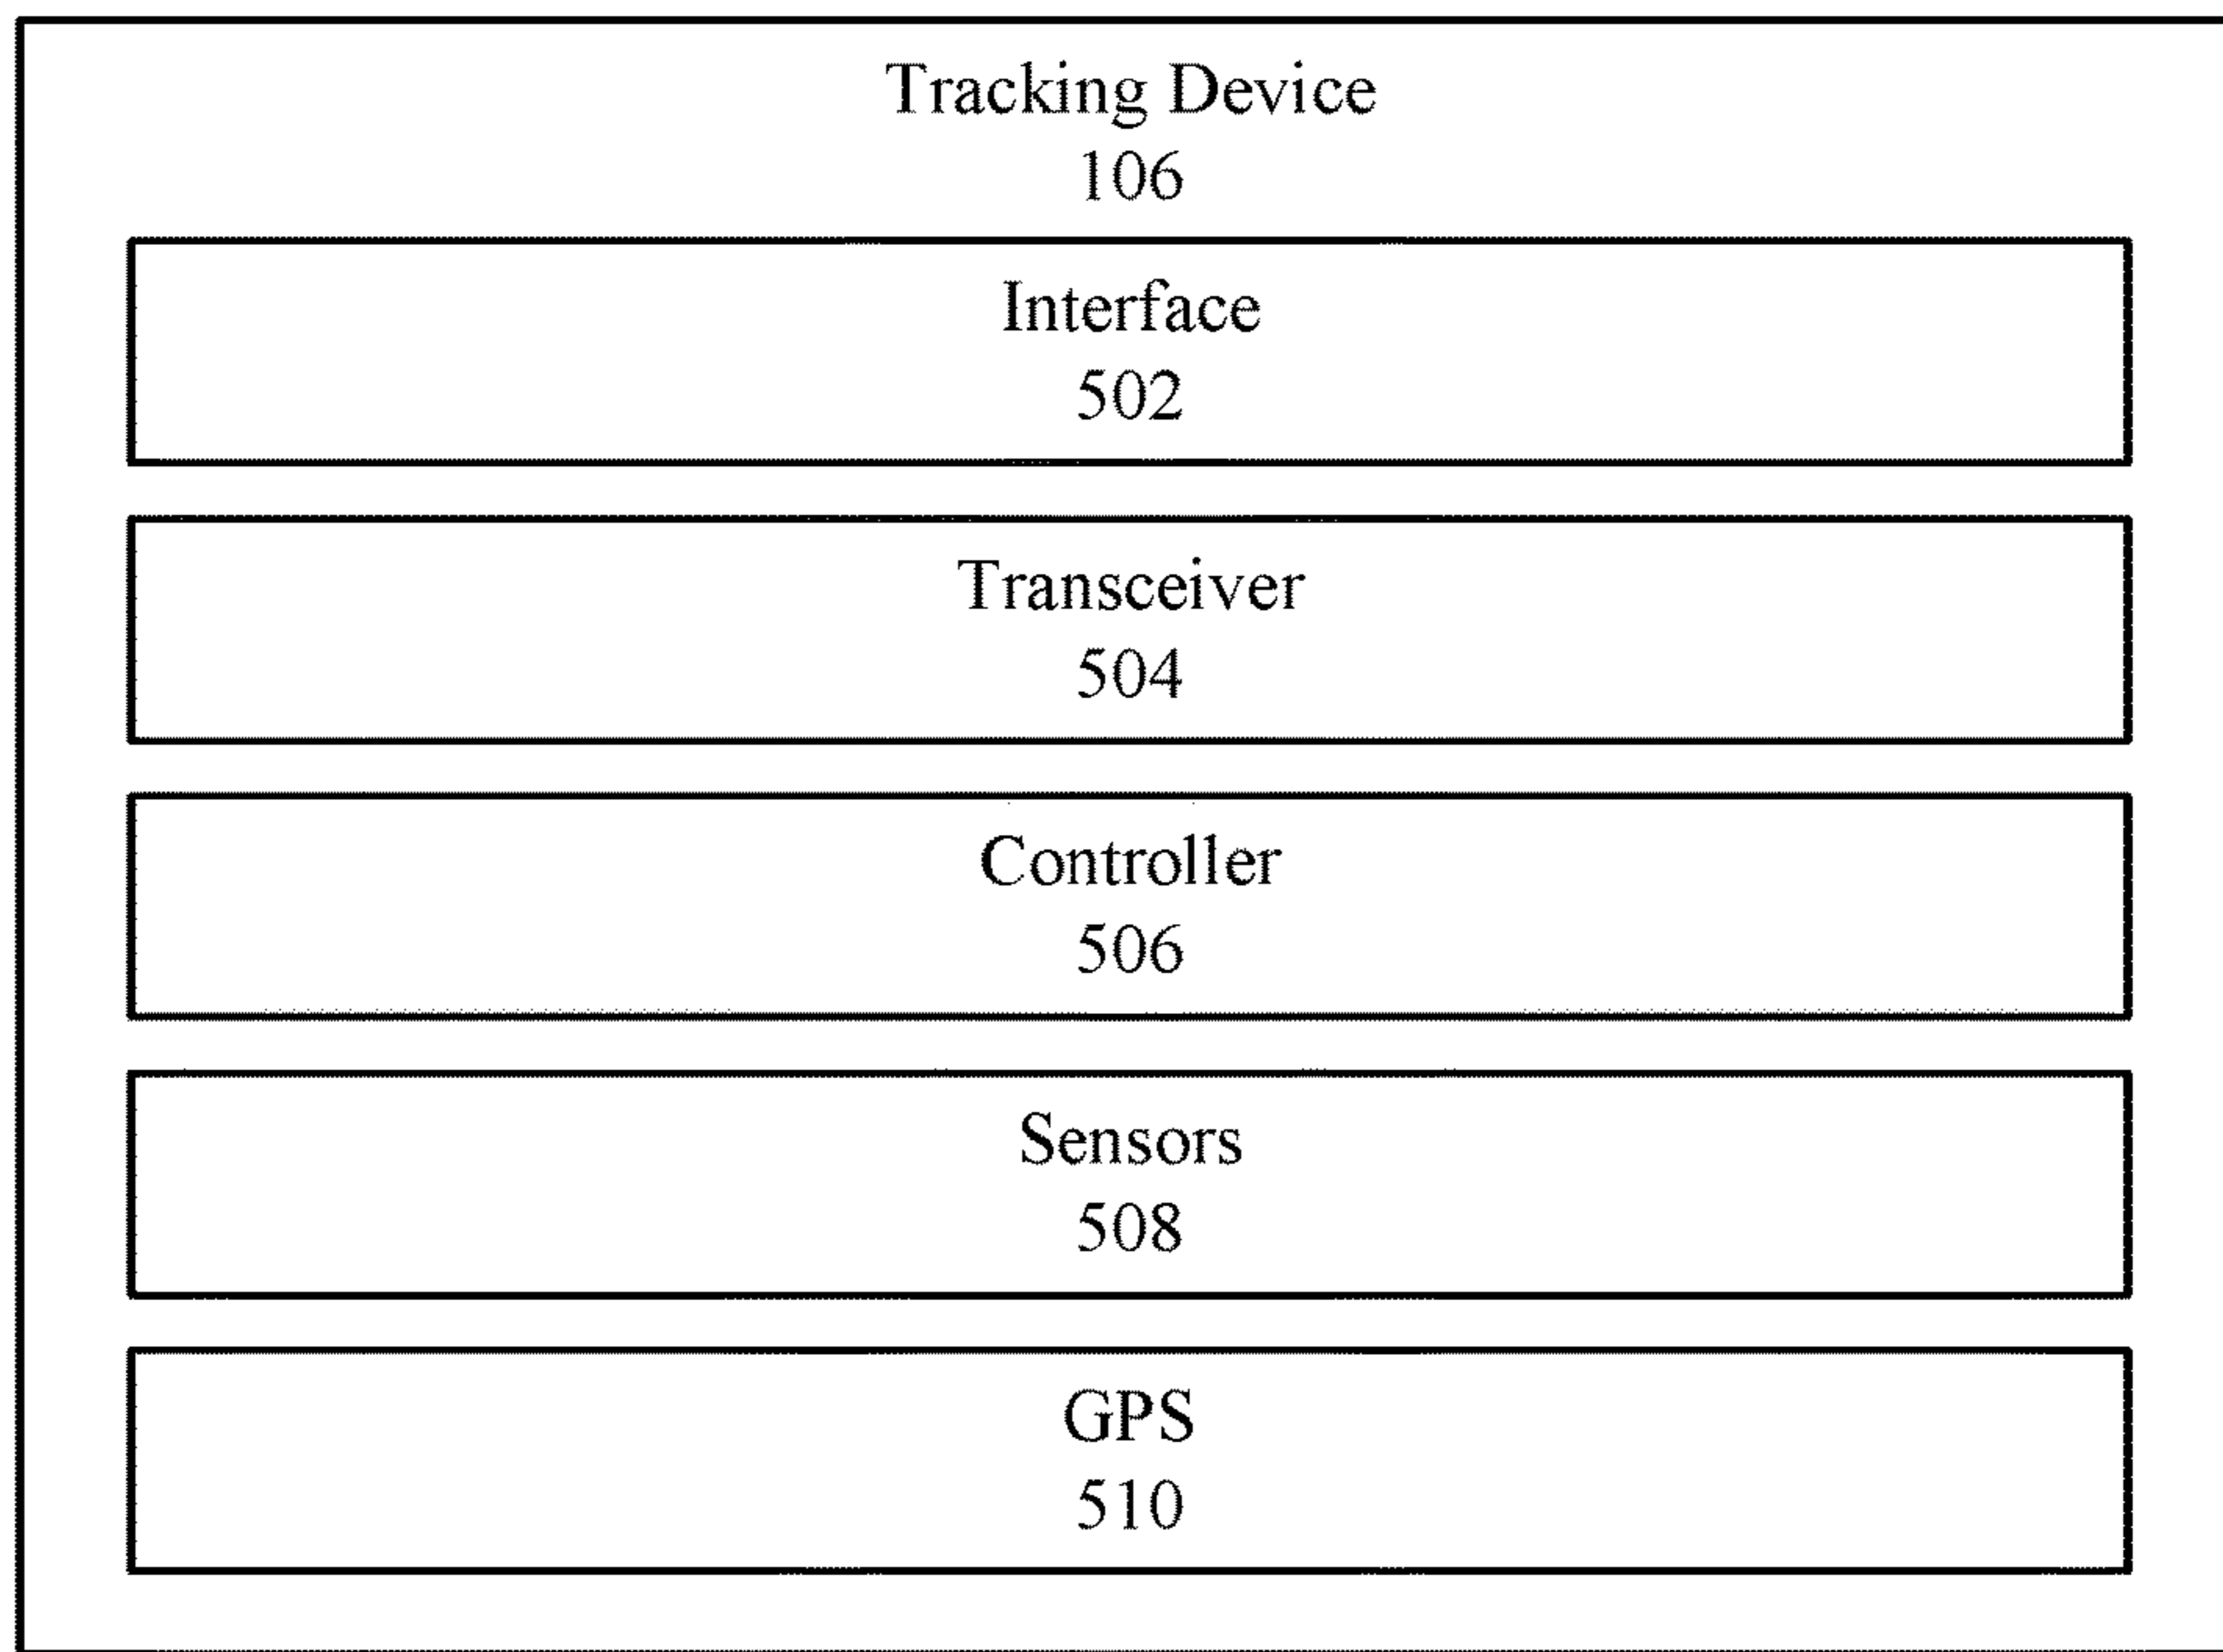 Tracking Device
106
Interface
502
Transceiver
504
Controller
506
Sensors
508
GPS
510